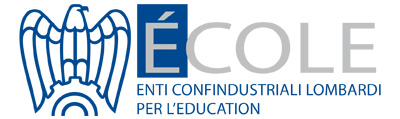 ÉCOLE
ENTI CONFINDUSTRIALI LOMBARDI
PER L'EDUCATION